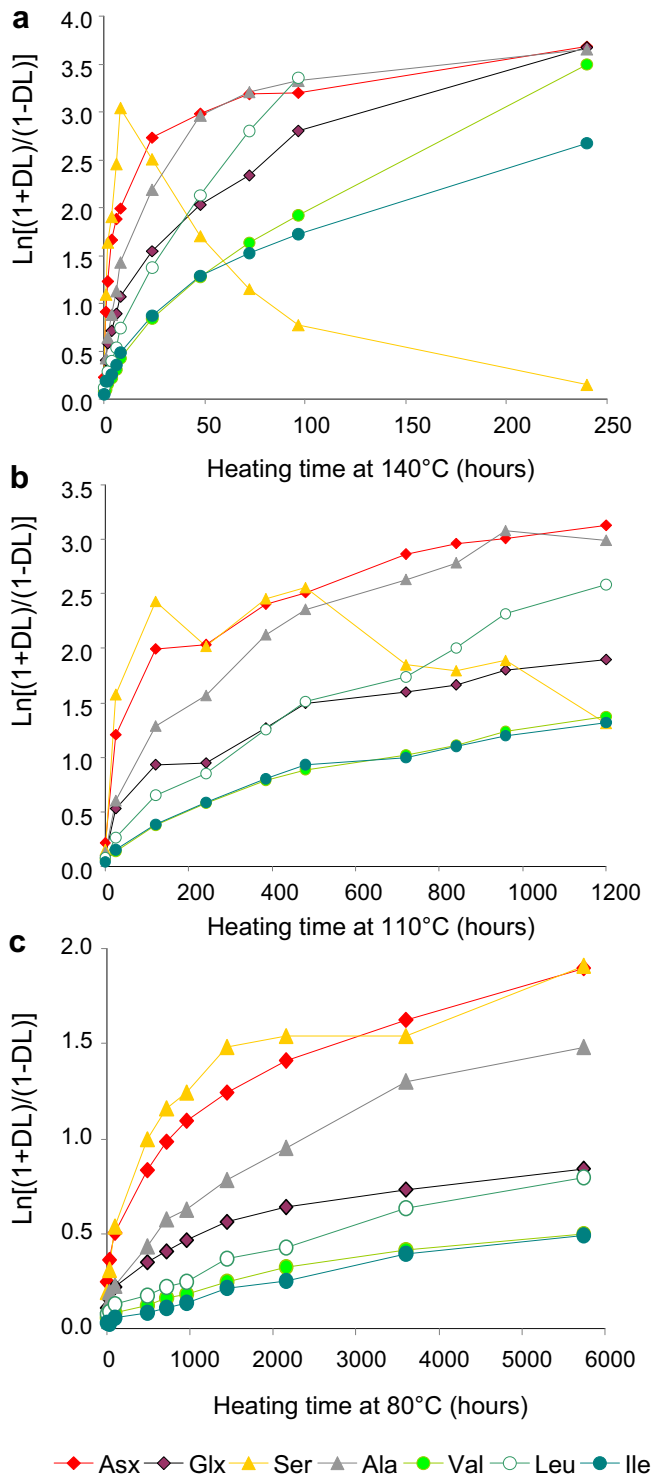 a
Ln[(1+DL)/(1-DL)]
4.0
3.5
3.0
2.5
2.0
1.5
1.0
0.5
0.0
0 50 100 150 200 250
Heating time at 140°C (hours)
b
Ln[(1+DL)/(1-DL)]
3.5
3.0
2.5
2.0
1.5
1.0
0.5
0.0
0 200 400 600 800 1000 1200
Heating time at 110°C (hours)
c
Ln[(1+DL)/(1-DL)]
2.0
1.5
1.0
0.5
0.0
0 1000 2000 3000 4000 5000 6000
Heating time at 80°C (hours)
Asx Glx Ser Ala Val Leu Ile